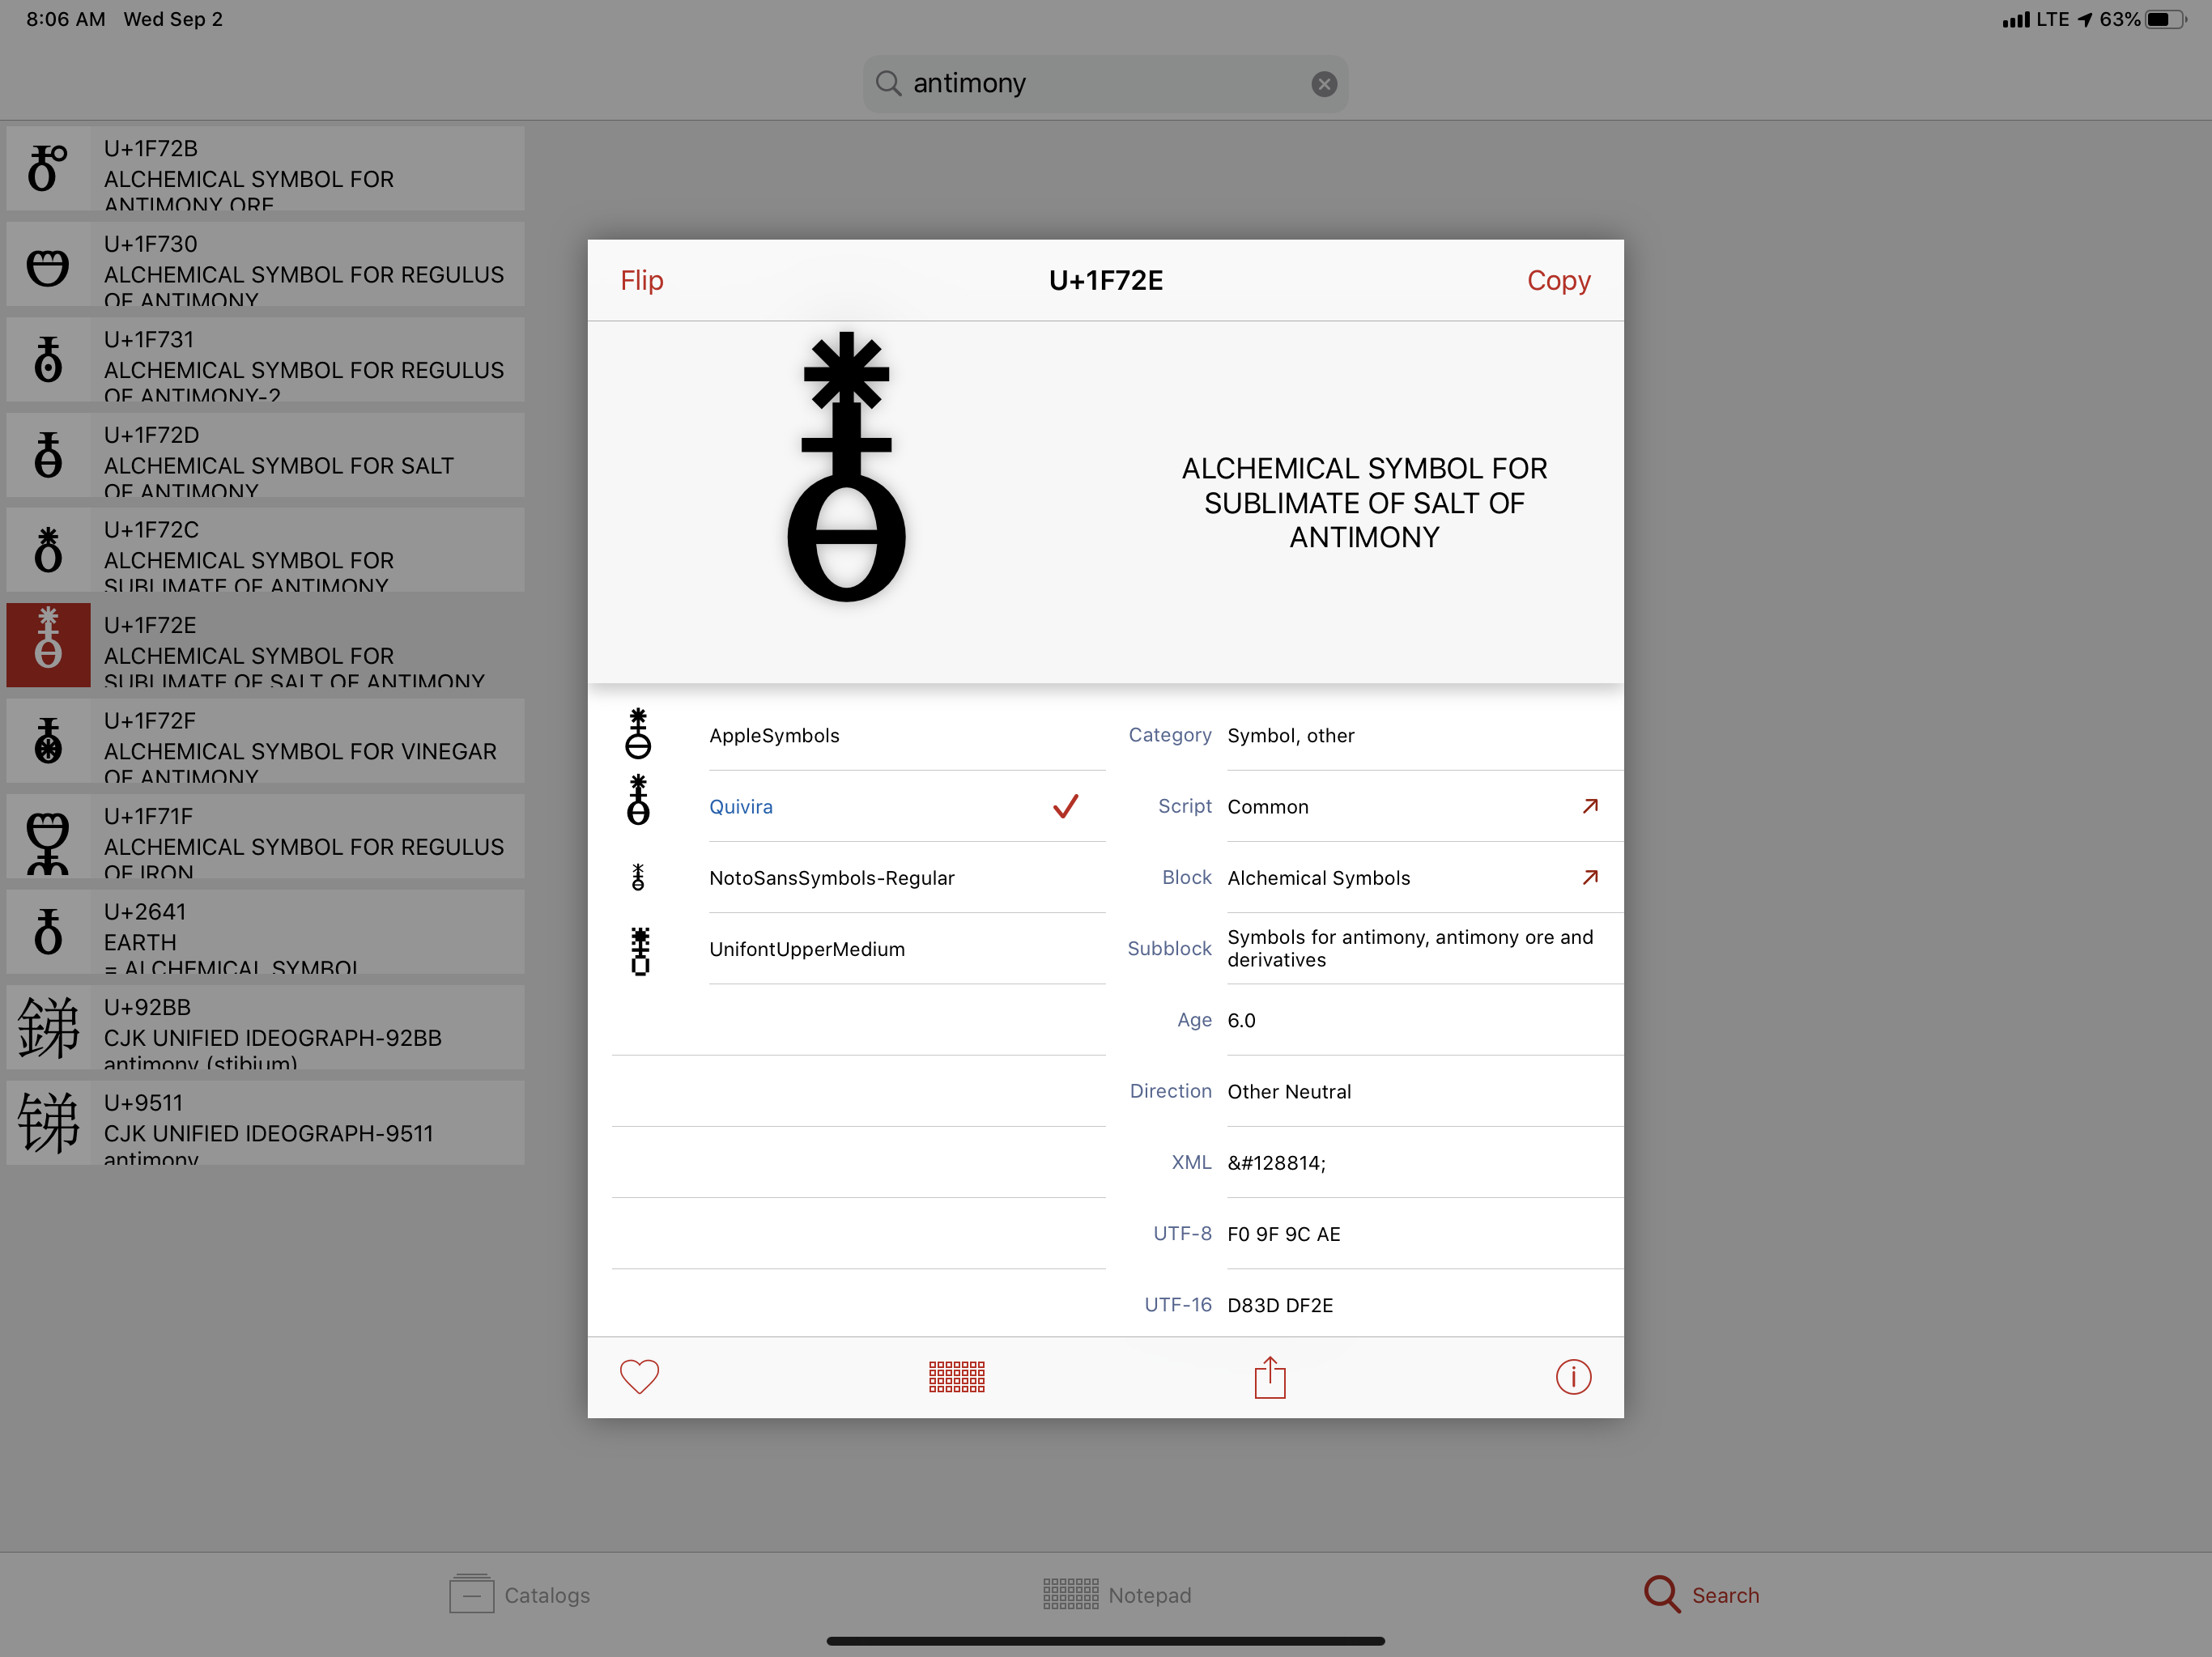 8:06 AM Wed Sep 2
LTE 63%
antimony
U+1F72B
ALCHEMICAL SYMBOL FOR
ANTIMONY ORE
U+1F730
ALCHEMICAL SYMBOL FOR REGULUS
OF ANTIMONY
U+1F731
ALCHEMICAL SYMBOL FOR REGULUS
OF ANTIMONY-2
U+1F72D
ALCHEMICAL SYMBOL FOR SALT
OF ANTIMONY
U+1F72C
ALCHEMICAL SYMBOL FOR
SUBLIMATE OF ANTIMONY
U+1F72E
ALCHEMICAL SYMBOL FOR
SUBLIMATE OF SALT OF ANTIMONY
U+1F72F
ALCHEMICAL SYMBOL FOR VINEGAR
OF ANTIMONY
U+1F71F
ALCHEMICAL SYMBOL FOR REGULUS
OF IRON
U+2641
EARTH
= ALCHEMICAL SYMBOL
銻
U+92BB
CJK UNIFIED IDEOGRAPH-92BB
antimony (stibium)
锑
U+9511
CJK UNIFIED IDEOGRAPH-9511
antimony
Flip
U+1F72E
Copy
ALCHEMICAL SYMBOL FOR
SUBLIMATE OF SALT OF
ANTIMONY
AppleSymbols
Quivira
NotoSansSymbols-Regular
UnifontUpperMedium
Category Symbol, other
Script Common
Block Alchemical Symbols
Subblock Symbols for antimony, antimony ore and
derivatives
Age 6.0
Direction Other Neutral
XML &#128814;
UTF-8 F0 9F 9C AE
UTF-16 D83D DF2E
Catalogs
Notepad
Search